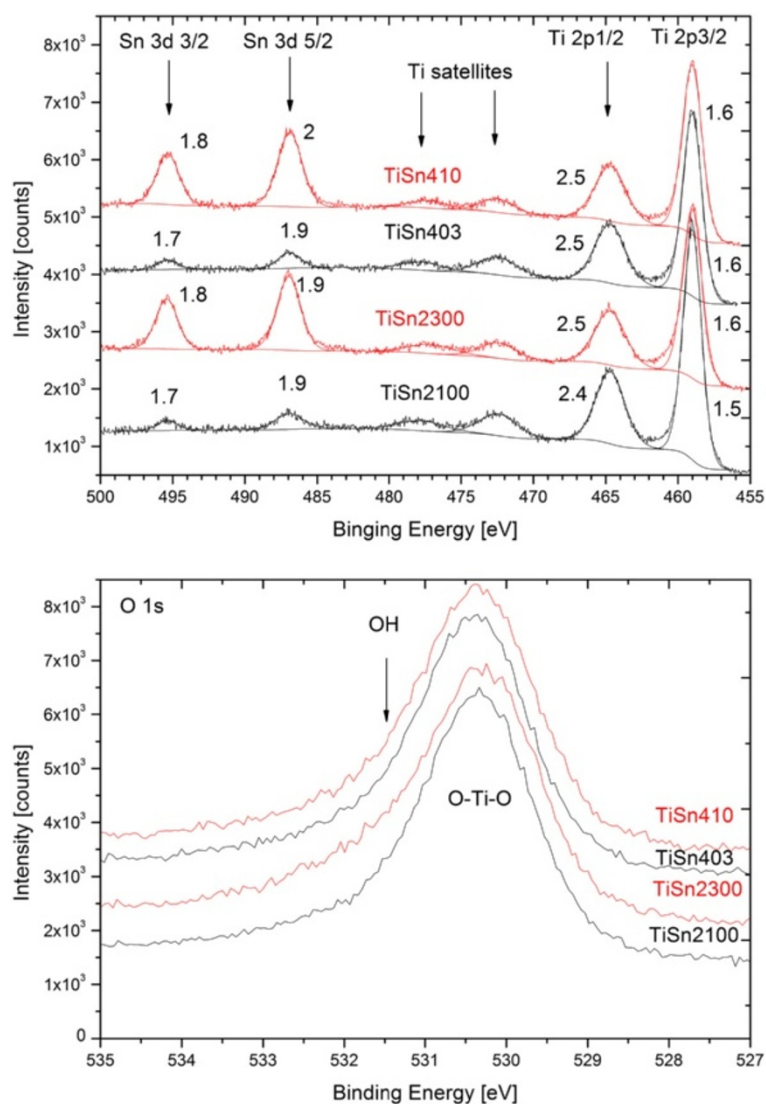 Sn 3d 3/2 Sn 3d 5/2 Ti 2p1/2 Ti 2p3/2
Ti satellites
8x10³
7x10³
6x10³
5x10³
4x10³
3x10³
2x10³
1x10³
Intensity [counts]
1.8 2 TiSn410 2.5 1.6
1.7 1.9 TiSn403 2.5 1.6
1.8 1.9 TiSn2300 2.5 1.6
1.7 1.9 TiSn2100 2.4 1.5
500 495 490 485 480 475 470 465 460 455
Binging Energy [eV]
O 1s
OH
O-Ti-O
8x10³
7x10³
6x10³
5x10³
4x10³
3x10³
2x10³
1x10³
0
Intensity [counts]
TiSn410
TiSn403
TiSn2300
TiSn2100
535 534 533 532 531 530 529 528 527
Binding Energy [eV]